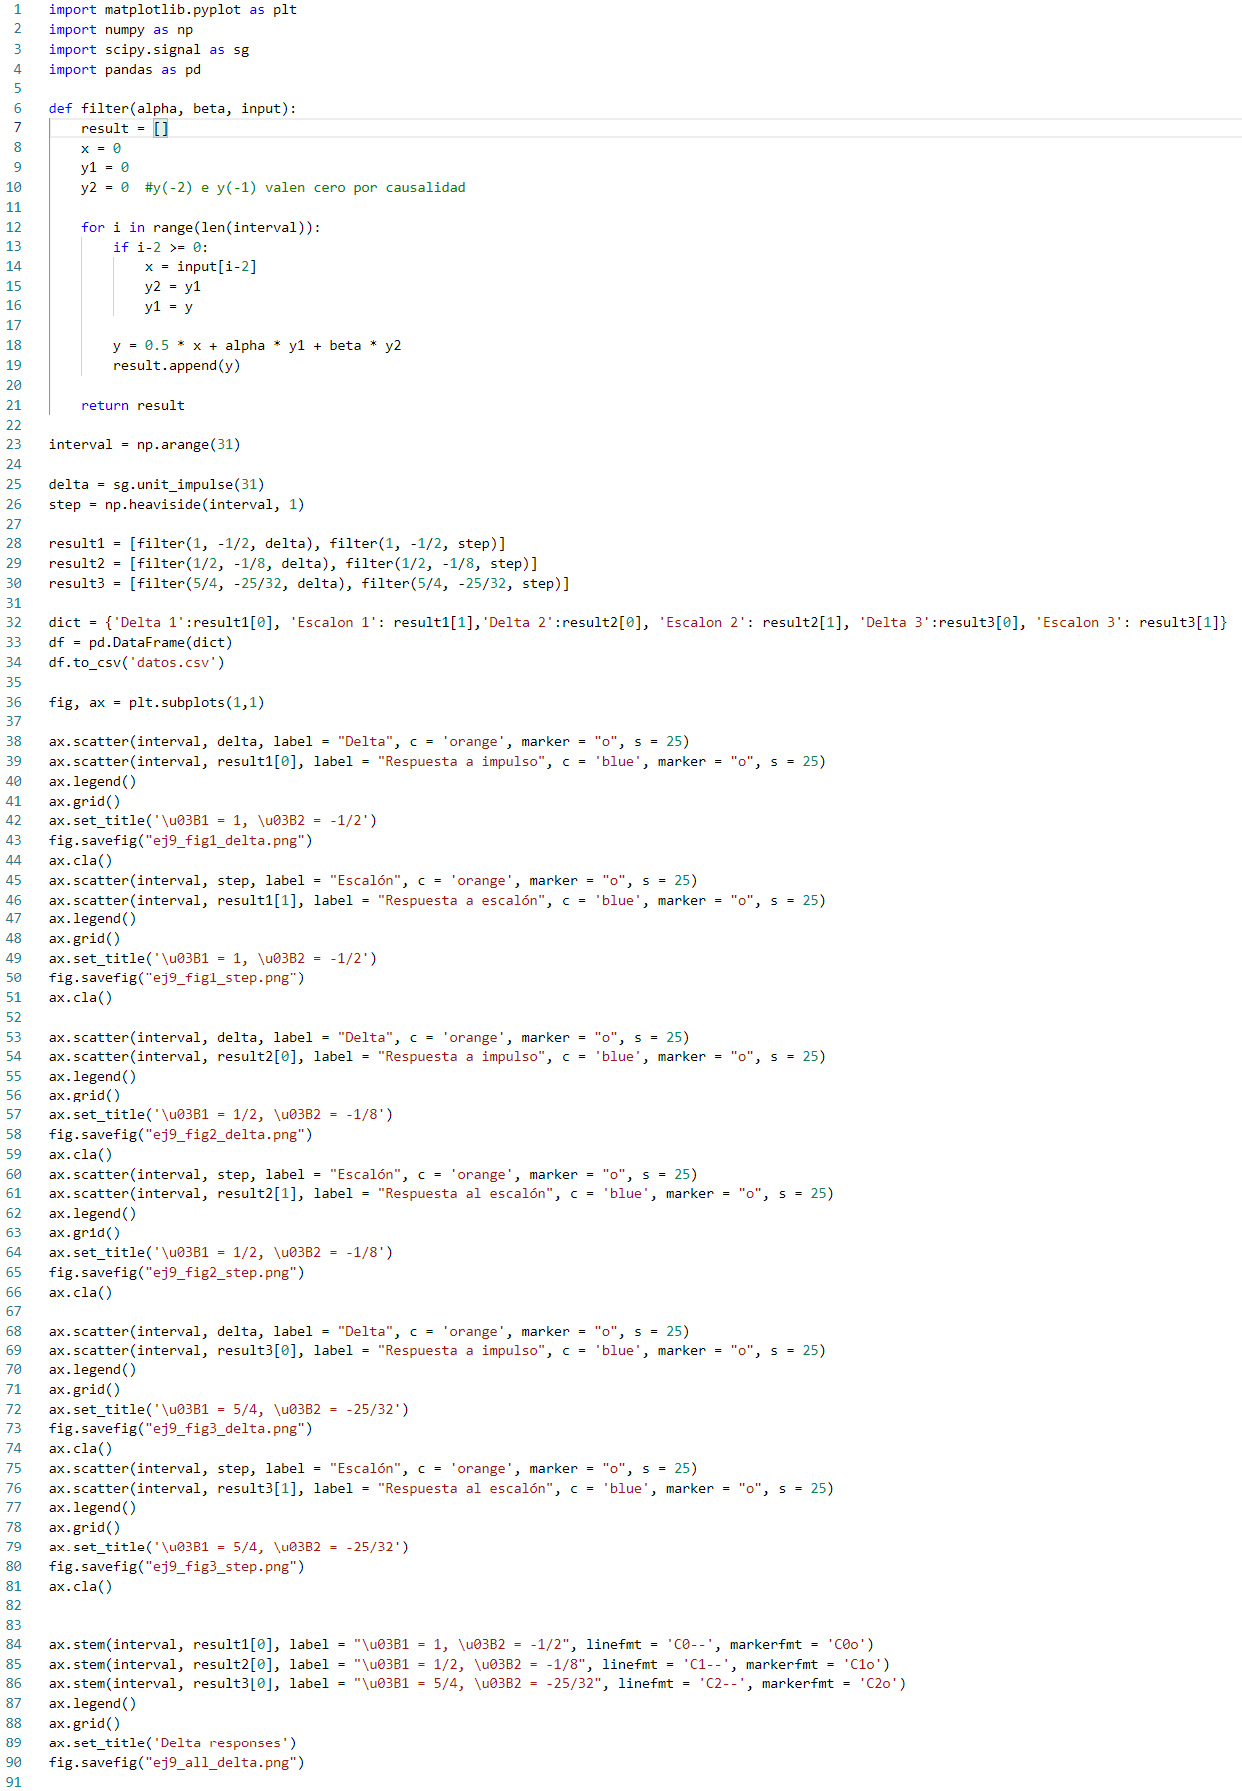 1 import matplotlib.pyplot as plt
2 import numpy as np
3 import scipy.signal as sg
4 import pandas as pd
5
6 def filter(alpha, beta, input):
7     result = []
8     x = 0
9     y1 = 0
10     y2 = 0  #y(-2) e y(-1) valen cero por causalidad
11
12     for i in range(len(interval)):
13         if i-2 >= 0:
14             x = input[i-2]
15             y2 = y1
16             y1 = y
17
18         y = 0.5 * x + alpha * y1 + beta * y2
19         result.append(y)
20
21     return result
22
23 interval = np.arange(31)
24
25 delta = sg.unit_impulse(31)
26 step = np.heaviside(interval, 1)
27
28 result1 = [filter(1, -1/2, delta), filter(1, -1/2, step)]
29 result2 = [filter(1/2, -1/8, delta), filter(1/2, -1/8, step)]
30 result3 = [filter(5/4, -25/32, delta), filter(5/4, -25/32, step)]
31
32 dict = {'Delta 1':result1[0], 'Escalon 1': result1[1],'Delta 2':result2[0], 'Escalon 2': result2[1], 'Delta 3':result3[0], 'Escalon 3': result3[1]}
33 df = pd.DataFrame(dict)
34 df.to_csv('datos.csv')
35
36 fig, ax = plt.subplots(1,1)
37
38 ax.scatter(interval, delta, label = "Delta", c = 'orange', marker = "o", s = 25)
39 ax.scatter(interval, result1[0], label = "Respuesta a impulso", c = 'blue', marker = "o", s = 25)
40 ax.legend()
41 ax.grid()
42 ax.set_title('\u03B1 = 1, \u03B2 = -1/2')
43 fig.savefig("ej9_fig1_delta.png")
44 ax.cla()
45 ax.scatter(interval, step, label = "Escalón", c = 'orange', marker = "o", s = 25)
46 ax.scatter(interval, result1[1], label = "Respuesta a escalón", c = 'blue', marker = "o", s = 25)
47 ax.legend()
48 ax.grid()
49 ax.set_title('\u03B1 = 1, \u03B2 = -1/2')
50 fig.savefig("ej9_fig1_step.png")
51 ax.cla()
52
53 ax.scatter(interval, delta, label = "Delta", c = 'orange', marker = "o", s = 25)
54 ax.scatter(interval, result2[0], label = "Respuesta a impulso", c = 'blue', marker = "o", s = 25)
55 ax.legend()
56 ax.grid()
57 ax.set_title('\u03B1 = 1/2, \u03B2 = -1/8')
58 fig.savefig("ej9_fig2_delta.png")
59 ax.cla()
60 ax.scatter(interval, step, label = "Escalón", c = 'orange', marker = "o", s = 25)
61 ax.scatter(interval, result2[1], label = "Respuesta al escalón", c = 'blue', marker = "o", s = 25)
62 ax.legend()
63 ax.grid()
64 ax.set_title('\u03B1 = 1/2, \u03B2 = -1/8')
65 fig.savefig("ej9_fig2_step.png")
66 ax.cla()
67
68 ax.scatter(interval, delta, label = "Delta", c = 'orange', marker = "o", s = 25)
69 ax.scatter(interval, result3[0], label = "Respuesta a impulso", c = 'blue', marker = "o", s = 25)
70 ax.legend()
71 ax.grid()
72 ax.set_title('\u03B1 = 5/4, \u03B2 = -25/32')
73 fig.savefig("ej9_fig3_delta.png")
74 ax.cla()
75 ax.scatter(interval, step, label = "Escalón", c = 'orange', marker = "o", s = 25)
76 ax.scatter(interval, result3[1], label = "Respuesta al escalón", c = 'blue', marker = "o", s = 25)
77 ax.legend()
78 ax.grid()
79 ax.set_title('\u03B1 = 5/4, \u03B2 = -25/32')
80 fig.savefig("ej9_fig3_step.png")
81 ax.cla()
82
83
84 ax.stem(interval, result1[0], label = "\u03B1 = 1, \u03B2 = -1/2", linefmt = 'C0--', markerfmt = 'C0o')
85 ax.stem(interval, result2[0], label = "\u03B1 = 1/2, \u03B2 = -1/8", linefmt = 'C1--', markerfmt = 'C1o')
86 ax.stem(interval, result3[0], label = "\u03B1 = 5/4, \u03B2 = -25/32", linefmt = 'C2--', markerfmt = 'C2o')
87 ax.legend()
88 ax.grid()
89 ax.set_title('Delta responses')
90 fig.savefig("ej9_all_delta.png")
91